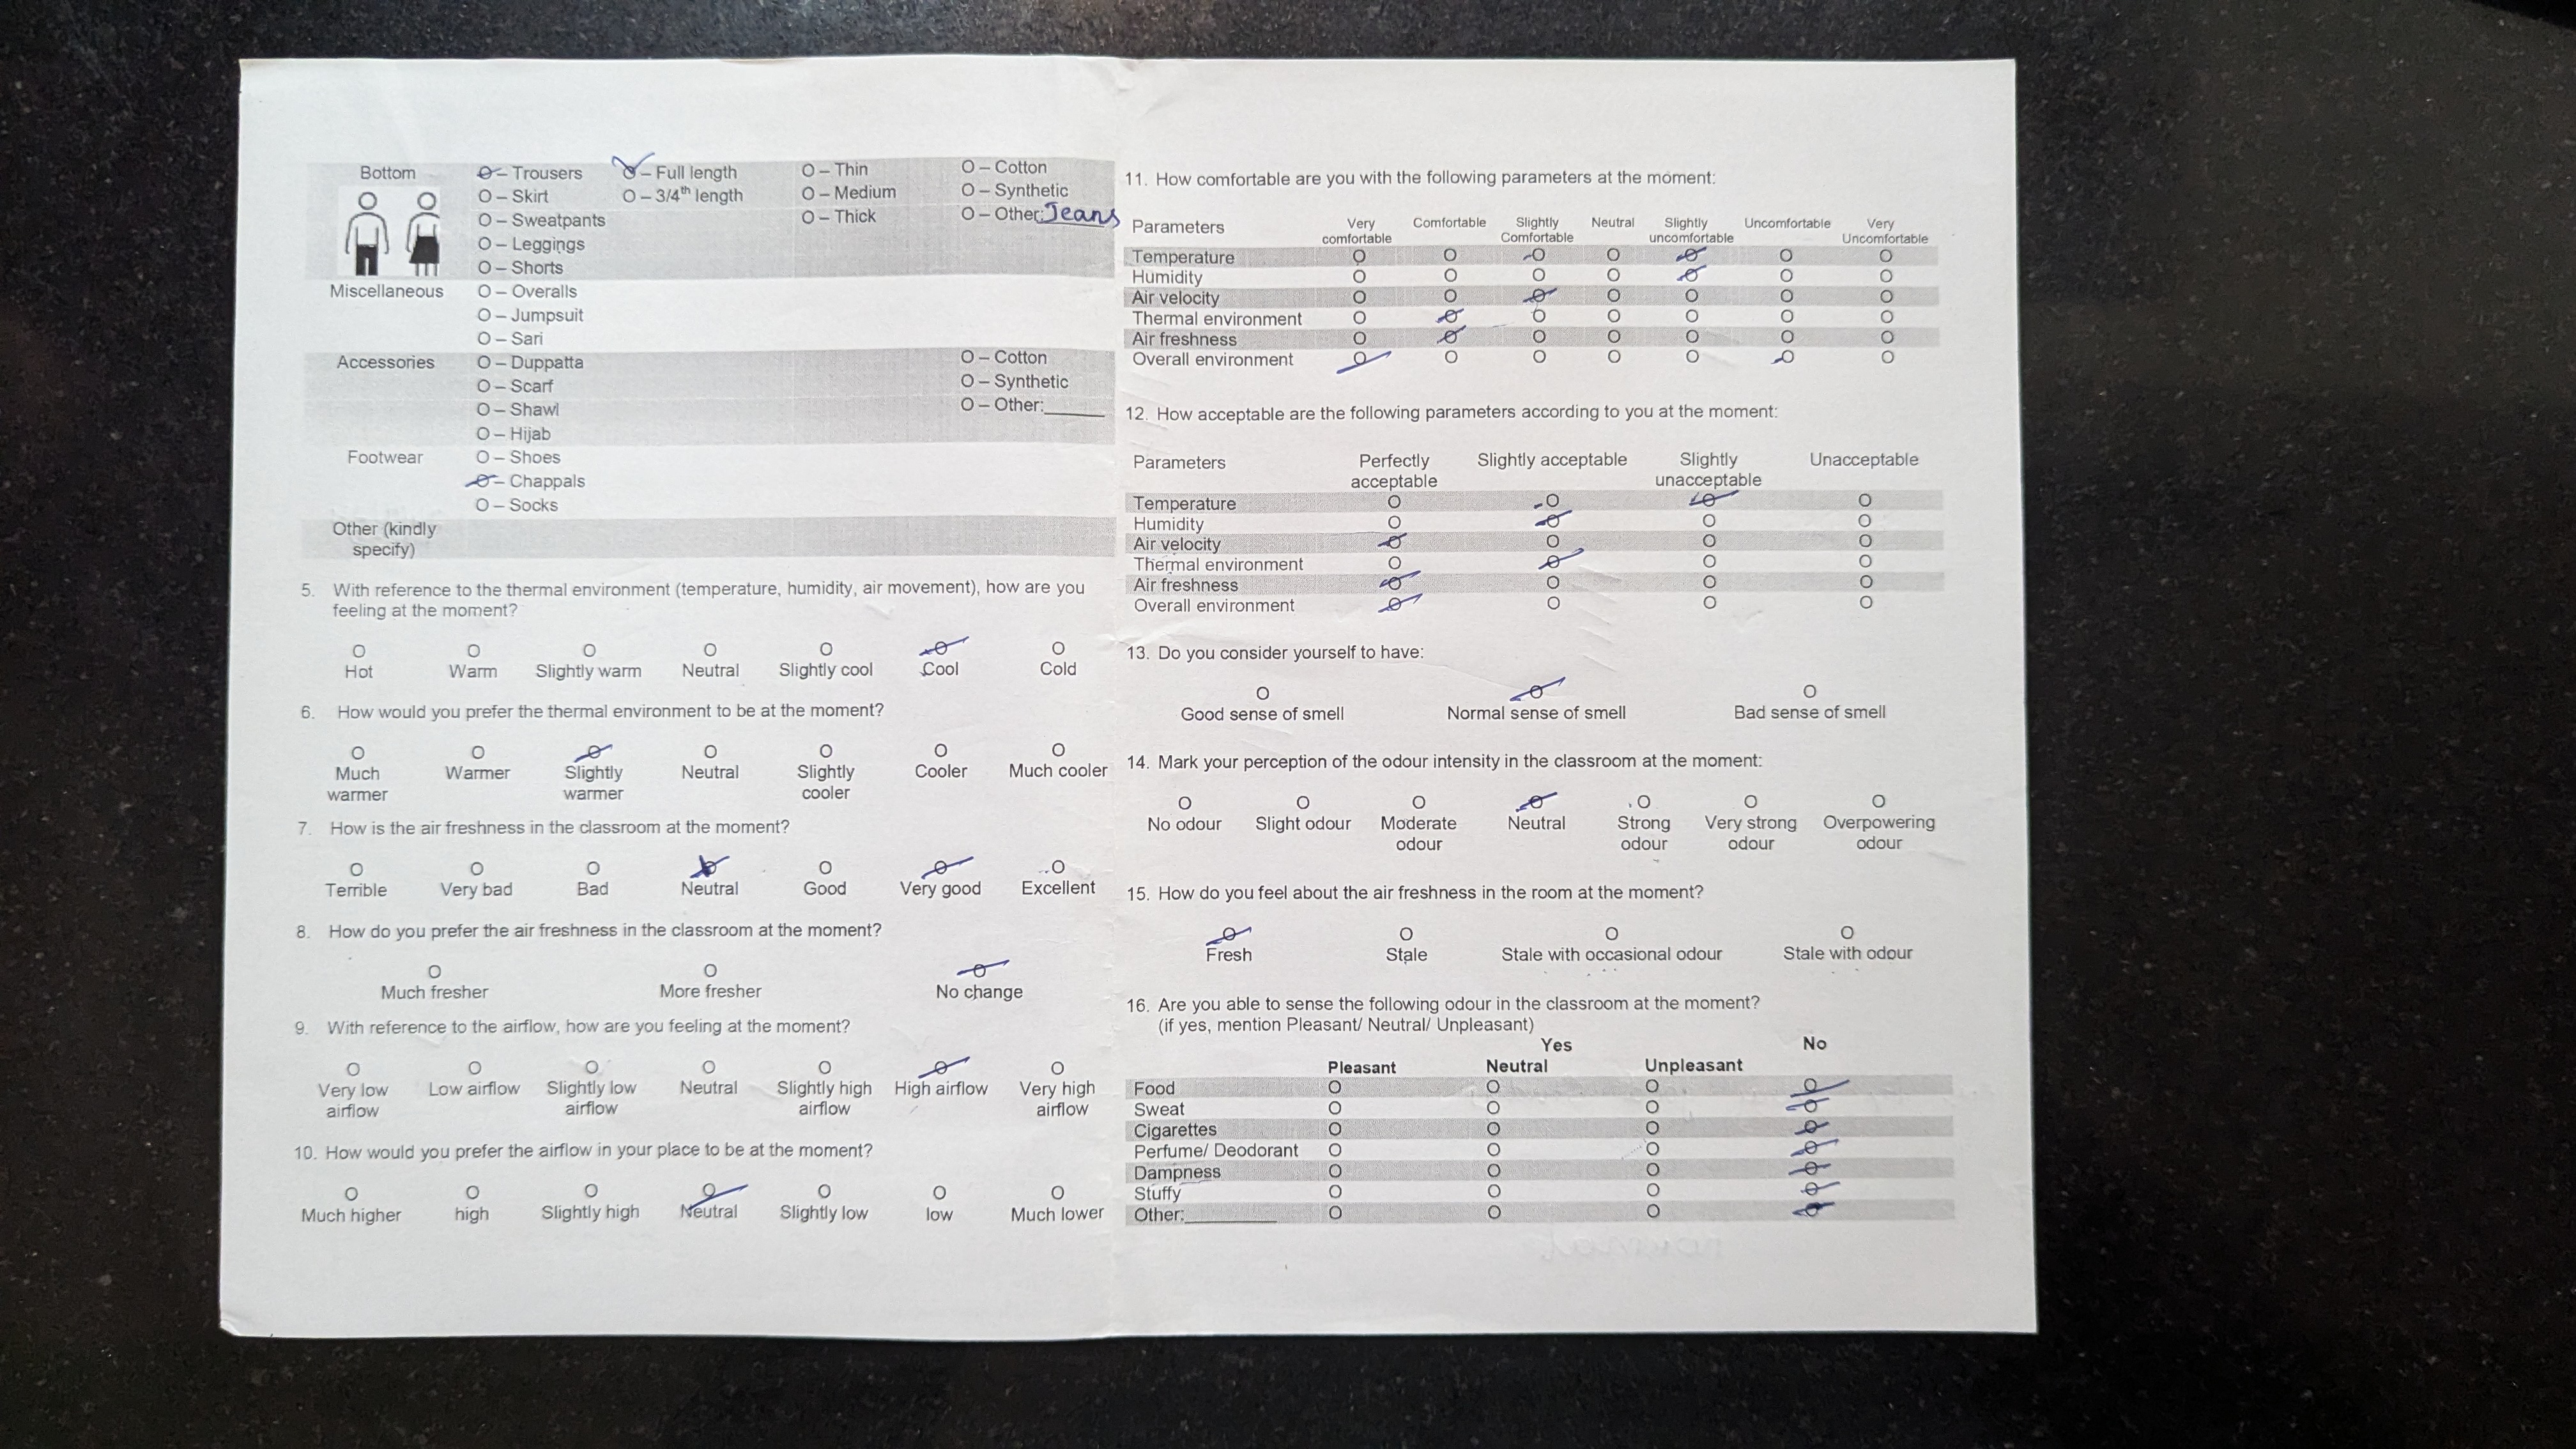 Bottom O – Trousers O – Full length O – Thin O – Cotton
O – Skirt O – 3/4th length O – Medium O – Synthetic
O – Sweatpants O – Thick O – Other: Jeans
O – Leggings
O – Shorts
Miscellaneous O – Overalls
O – Jumpsuit
O – Sari
Accessories O – Duppatta O – Cotton
O – Scarf O – Synthetic
O – Shawl O – Other:______
O – Hijab
Footwear O – Shoes
O – Chappals
O – Socks
Other (kindly
specify)
5. With reference to the thermal environment (temperature, humidity, air movement), how are you
feeling at the moment?
O O O O O O O
Hot Warm Slightly warm Neutral Slightly cool Cool Cold
6. How would you prefer the thermal environment to be at the moment?
O O O O O O O
Much Warmer Slightly Neutral Slightly Cooler Much cooler
warmer warmer cooler
7. How is the air freshness in the classroom at the moment?
O O O O O O O
Terrible Very bad Bad Neutral Good Very good Excellent
8. How do you prefer the air freshness in the classroom at the moment?
O O O
Much fresher More fresher No change
9. With reference to the airflow, how are you feeling at the moment?
O O O O O O O
Very low Low airflow Slightly low Neutral Slightly high High airflow Very high
airflow airflow airflow airflow
10. How would you prefer the airflow in your place to be at the moment?
O O O O O O O
Much higher high Slightly high Neutral Slightly low low Much lower
11. How comfortable are you with the following parameters at the moment:
Parameters Very Comfortable Slightly Neutral Slightly Uncomfortable Very
comfortable Comfortable uncomfortable Uncomfortable
Temperature O O O O O O O
Humidity O O O O O O O
Air velocity O O O O O O O
Thermal environment O O O O O O O
Air freshness O O O O O O O
Overall environment O O O O O O O
12. How acceptable are the following parameters according to you at the moment:
Parameters Perfectly Slightly acceptable Slightly Unacceptable
acceptable unacceptable
Temperature O O O O
Humidity O O O O
Air velocity O O O O
Thermal environment O O O O
Air freshness O O O O
Overall environment O O O O
13. Do you consider yourself to have:
O O O
Good sense of smell Normal sense of smell Bad sense of smell
14. Mark your perception of the odour intensity in the classroom at the moment:
O O O O O O O
No odour Slight odour Moderate Neutral Strong Very strong Overpowering
odour odour odour odour
15. How do you feel about the air freshness in the room at the moment?
O O O O
Fresh Stale Stale with occasional odour Stale with odour
16. Are you able to sense the following odour in the classroom at the moment?
(if yes, mention Pleasant/ Neutral/ Unpleasant)
Yes No
Pleasant Neutral Unpleasant
Food O O O O
Sweat O O O O
Cigarettes O O O O
Perfume/ Deodorant O O O O
Dampness O O O O
Stuffy O O O O
Other:__________ O O O O